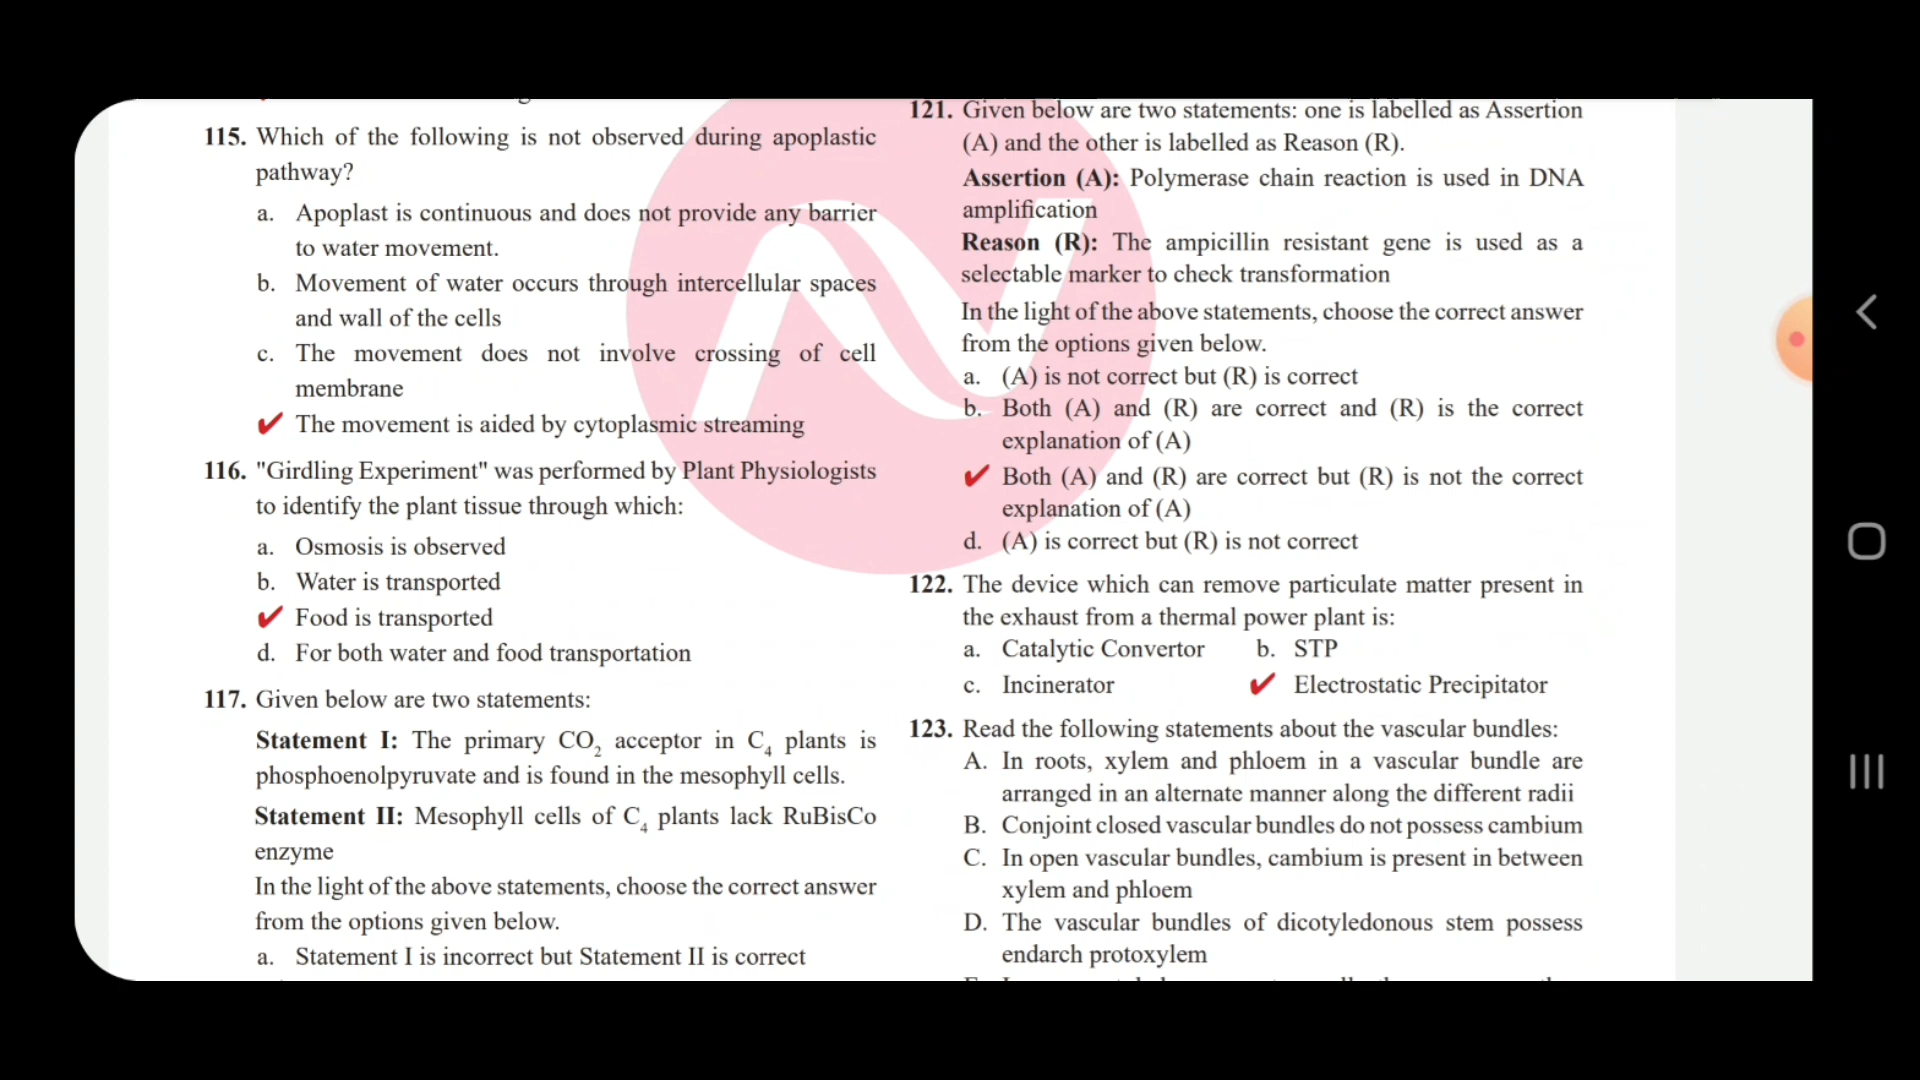 115. Which of the following is not observed during apoplastic
pathway?
a. Apoplast is continuous and does not provide any barrier
to water movement.
b. Movement of water occurs through intercellular spaces
and wall of the cells
c. The movement does not involve crossing of cell
membrane
✔ The movement is aided by cytoplasmic streaming
116. "Girdling Experiment" was performed by Plant Physiologists
to identify the plant tissue through which:
a. Osmosis is observed
b. Water is transported
✔ Food is transported
d. For both water and food transportation
117. Given below are two statements:
Statement I: The primary CO₂ acceptor in C₄ plants is
phosphoenolpyruvate and is found in the mesophyll cells.
Statement II: Mesophyll cells of C₄ plants lack RuBisCo
enzyme
In the light of the above statements, choose the correct answer
from the options given below.
a. Statement I is incorrect but Statement II is correct
121. Given below are two statements: one is labelled as Assertion
(A) and the other is labelled as Reason (R).
Assertion (A): Polymerase chain reaction is used in DNA
amplification
Reason (R): The ampicillin resistant gene is used as a
selectable marker to check transformation
In the light of the above statements, choose the correct answer
from the options given below.
a. (A) is not correct but (R) is correct
b. Both (A) and (R) are correct and (R) is the correct
explanation of (A)
✔ Both (A) and (R) are correct but (R) is not the correct
explanation of (A)
d. (A) is correct but (R) is not correct
122. The device which can remove particulate matter present in
the exhaust from a thermal power plant is:
a. Catalytic Convertor b. STP
c. Incinerator ✔ Electrostatic Precipitator
123. Read the following statements about the vascular bundles:
A. In roots, xylem and phloem in a vascular bundle are
arranged in an alternate manner along the different radii
B. Conjoint closed vascular bundles do not possess cambium
C. In open vascular bundles, cambium is present in between
xylem and phloem
D. The vascular bundles of dicotyledonous stem possess
endarch protoxylem